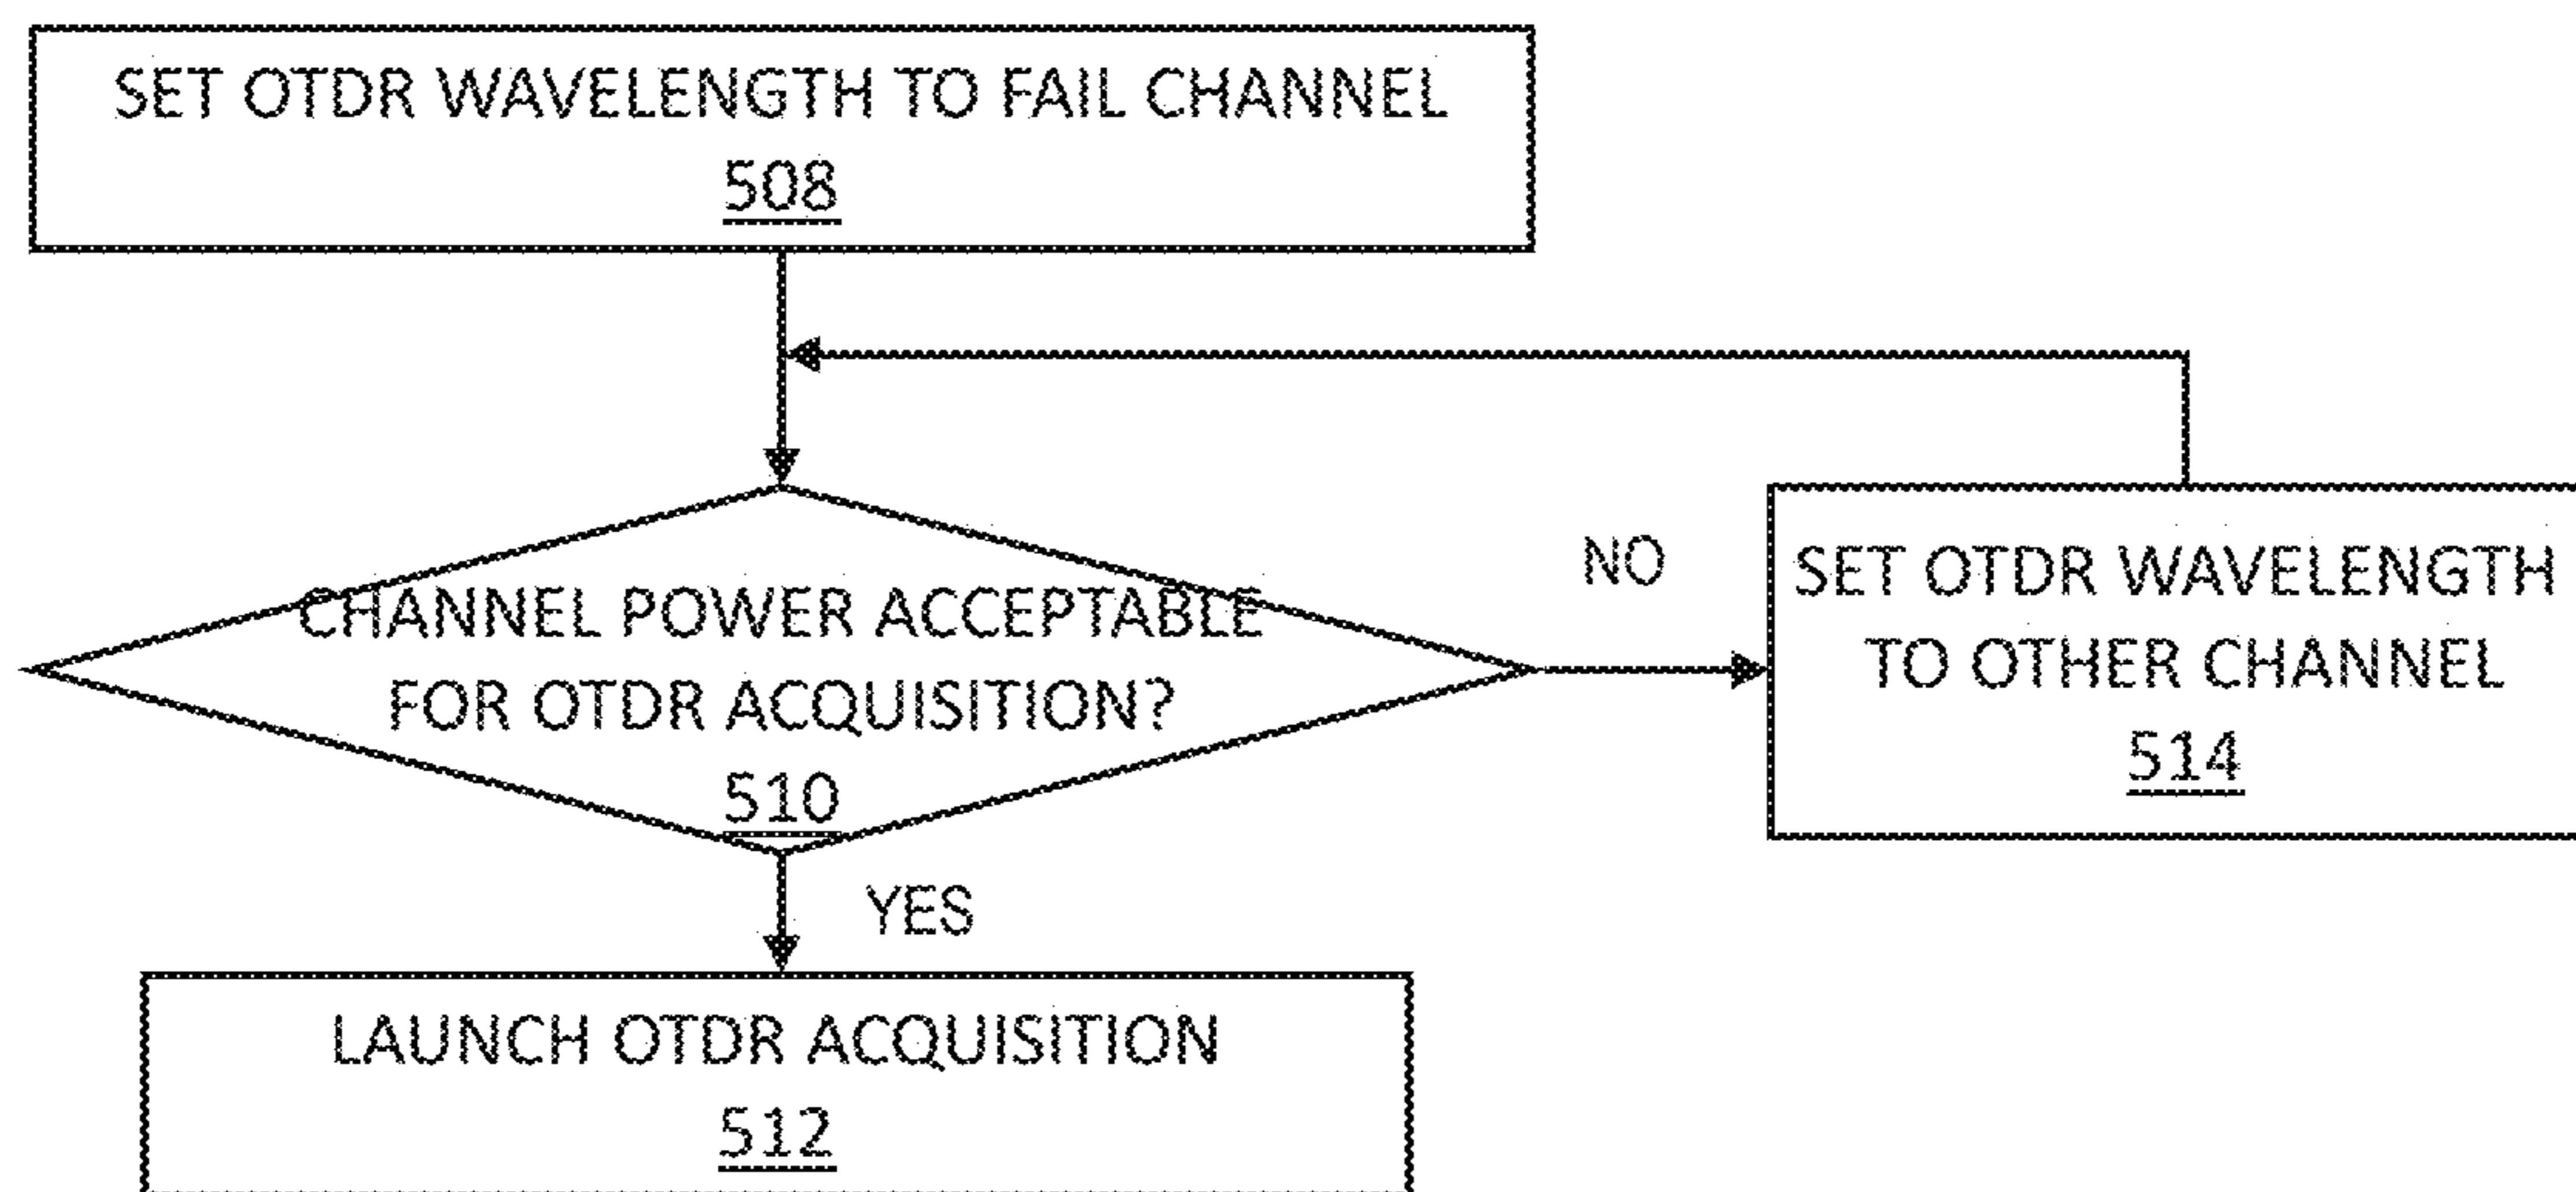 SET OTDR WAVELENGTH TO FAIL CHANNEL
508
CHANNEL POWER ACCEPTABLE
FOR OTDR ACQUISITION?
510
NO
SET OTDR WAVELENGTH
TO OTHER CHANNEL
514
YES
LAUNCH OTDR ACQUISITION
512